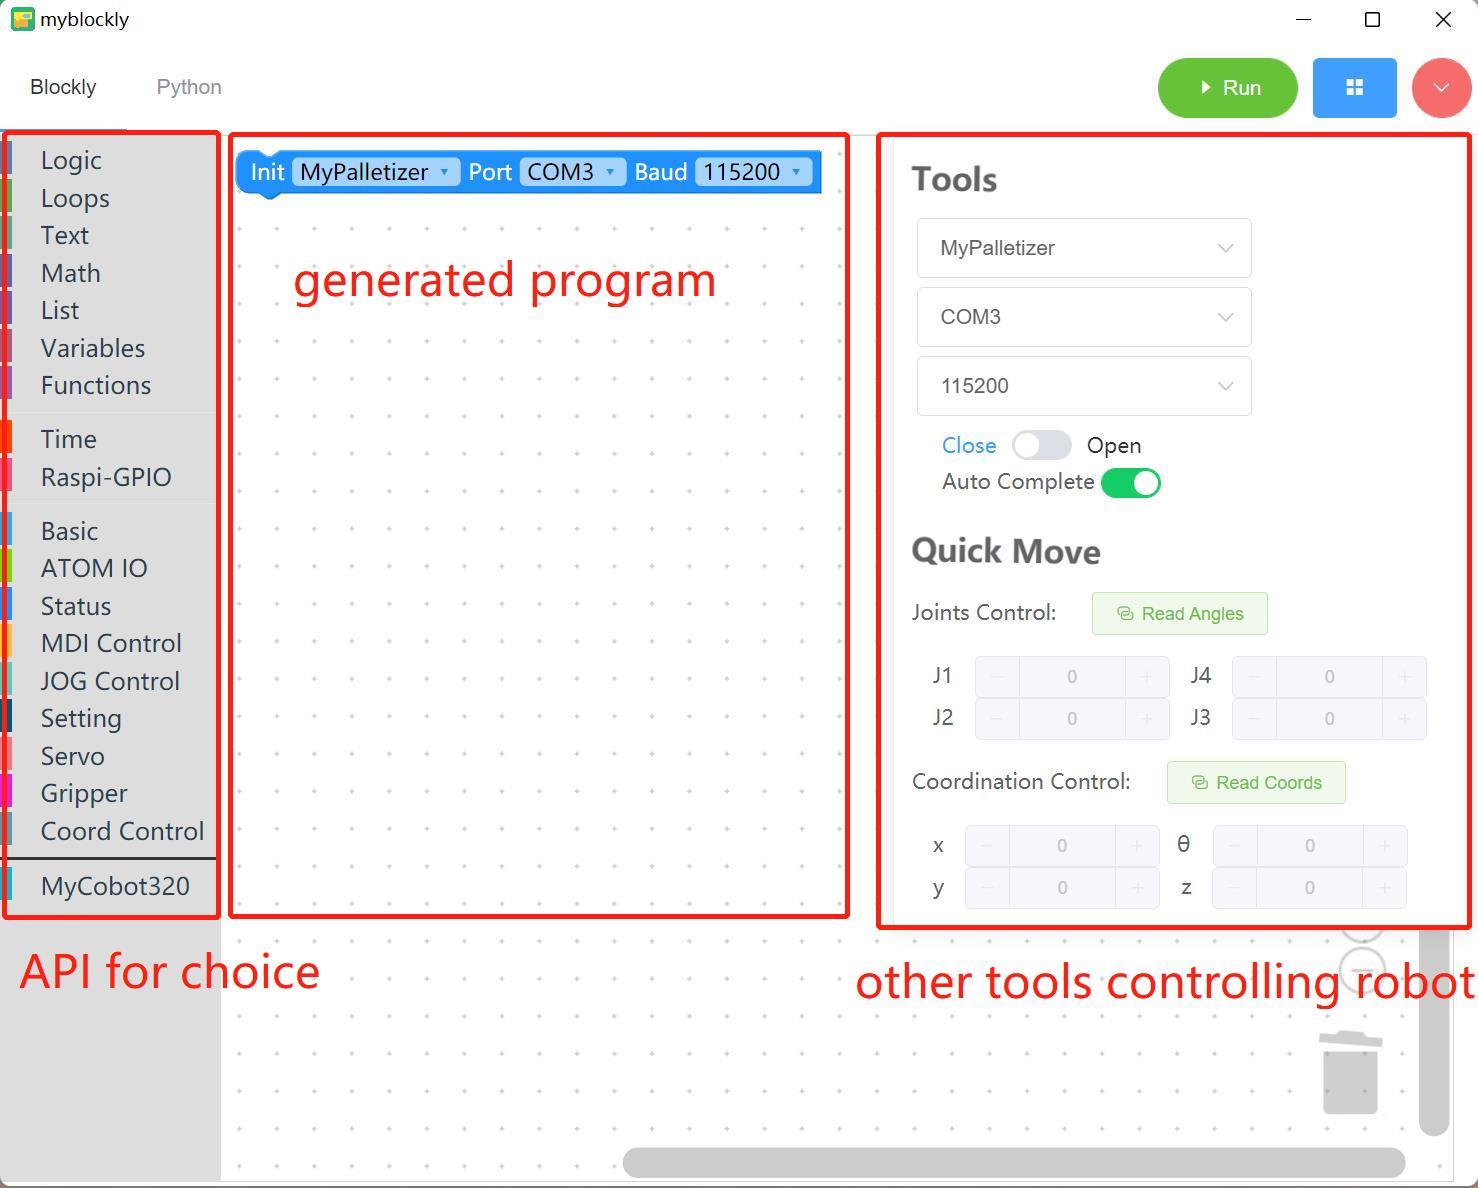 myblockly
Blockly Python Run
Logic
Loops
Text
Math
List
Variables
Functions
Time
Raspi-GPIO
Basic
ATOM IO
Status
MDI Control
JOG Control
Setting
Servo
Gripper
Coord Control
MyCobot320
API for choice
Init MyPalletizer Port COM3 Baud 115200
generated program
Tools
MyPalletizer
COM3
115200
Close Open
Auto Complete
Quick Move
Joints Control: Read Angles
J1 − 0 + J4 − 0 +
J2 − 0 + J3 − 0 +
Coordination Control: Read Coords
x − 0 + θ − 0 +
y − 0 + z − 0 +
other tools controlling robot